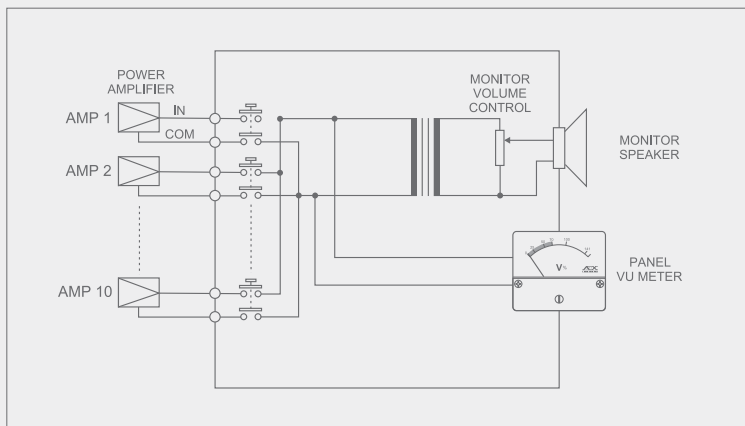 POWER
AMPLIFIER
AMP 1
IN
COM
AMP 2
AMP 10
MONITOR
VOLUME
CONTROL
MONITOR
SPEAKER
V%
PANEL
VU METER